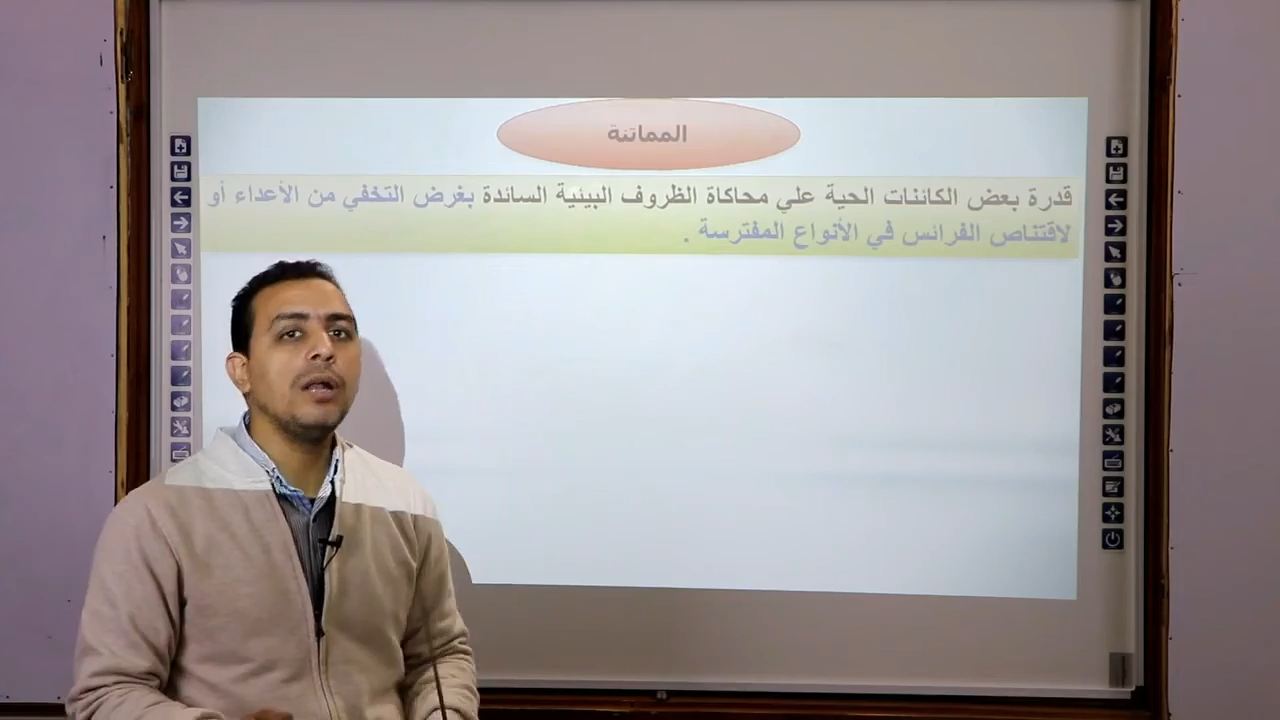 المماتنة
قدرة بعض الكائنات الحية علي محاكاة الظروف البيئية السائدة بغرض التخفي من الأعداء أو
لاقتناص الفرائس في الأنواع المفترسة .